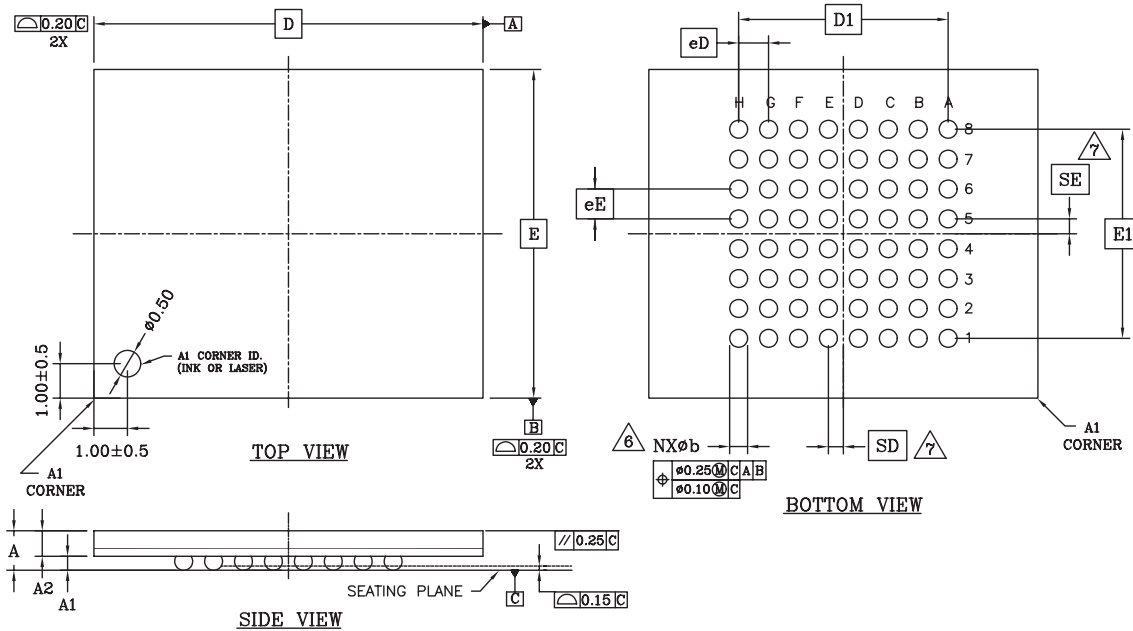 ⌓ 0.20 C
2X
D
A
E
B
⌓ 0.20 C
2X
ø0.50
A1 CORNER ID.
(INK OR LASER)
1.00±0.5
1.00±0.5
A1
CORNER
TOP VIEW
D1
eD
H G F E D C B A
8
7
6
5
4
3
2
1
7
SE
eE
E1
6 NXøb
⌖ ø0.25 Ⓜ C A B
ø0.10 Ⓜ C
SD 7
A1
CORNER
BOTTOM VIEW
A
A2
A1
// 0.25 C
SEATING PLANE
C
⌓ 0.15 C
SIDE VIEW